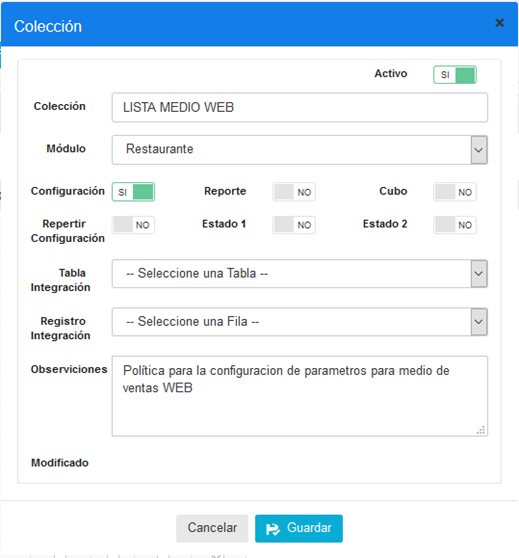 Colección ×
Activo SI
Colección LISTA MEDIO WEB
Módulo Restaurante
Configuración SI Reporte NO Cubo NO
Repertir Configuración NO Estado 1 NO Estado 2 NO
Tabla Integración -- Seleccione una Tabla --
Registro Integración -- Seleccione una Fila --
Observiciones Política para la configuracion de parametros para medio de
ventas WEB
Modificado
Cancelar Guardar